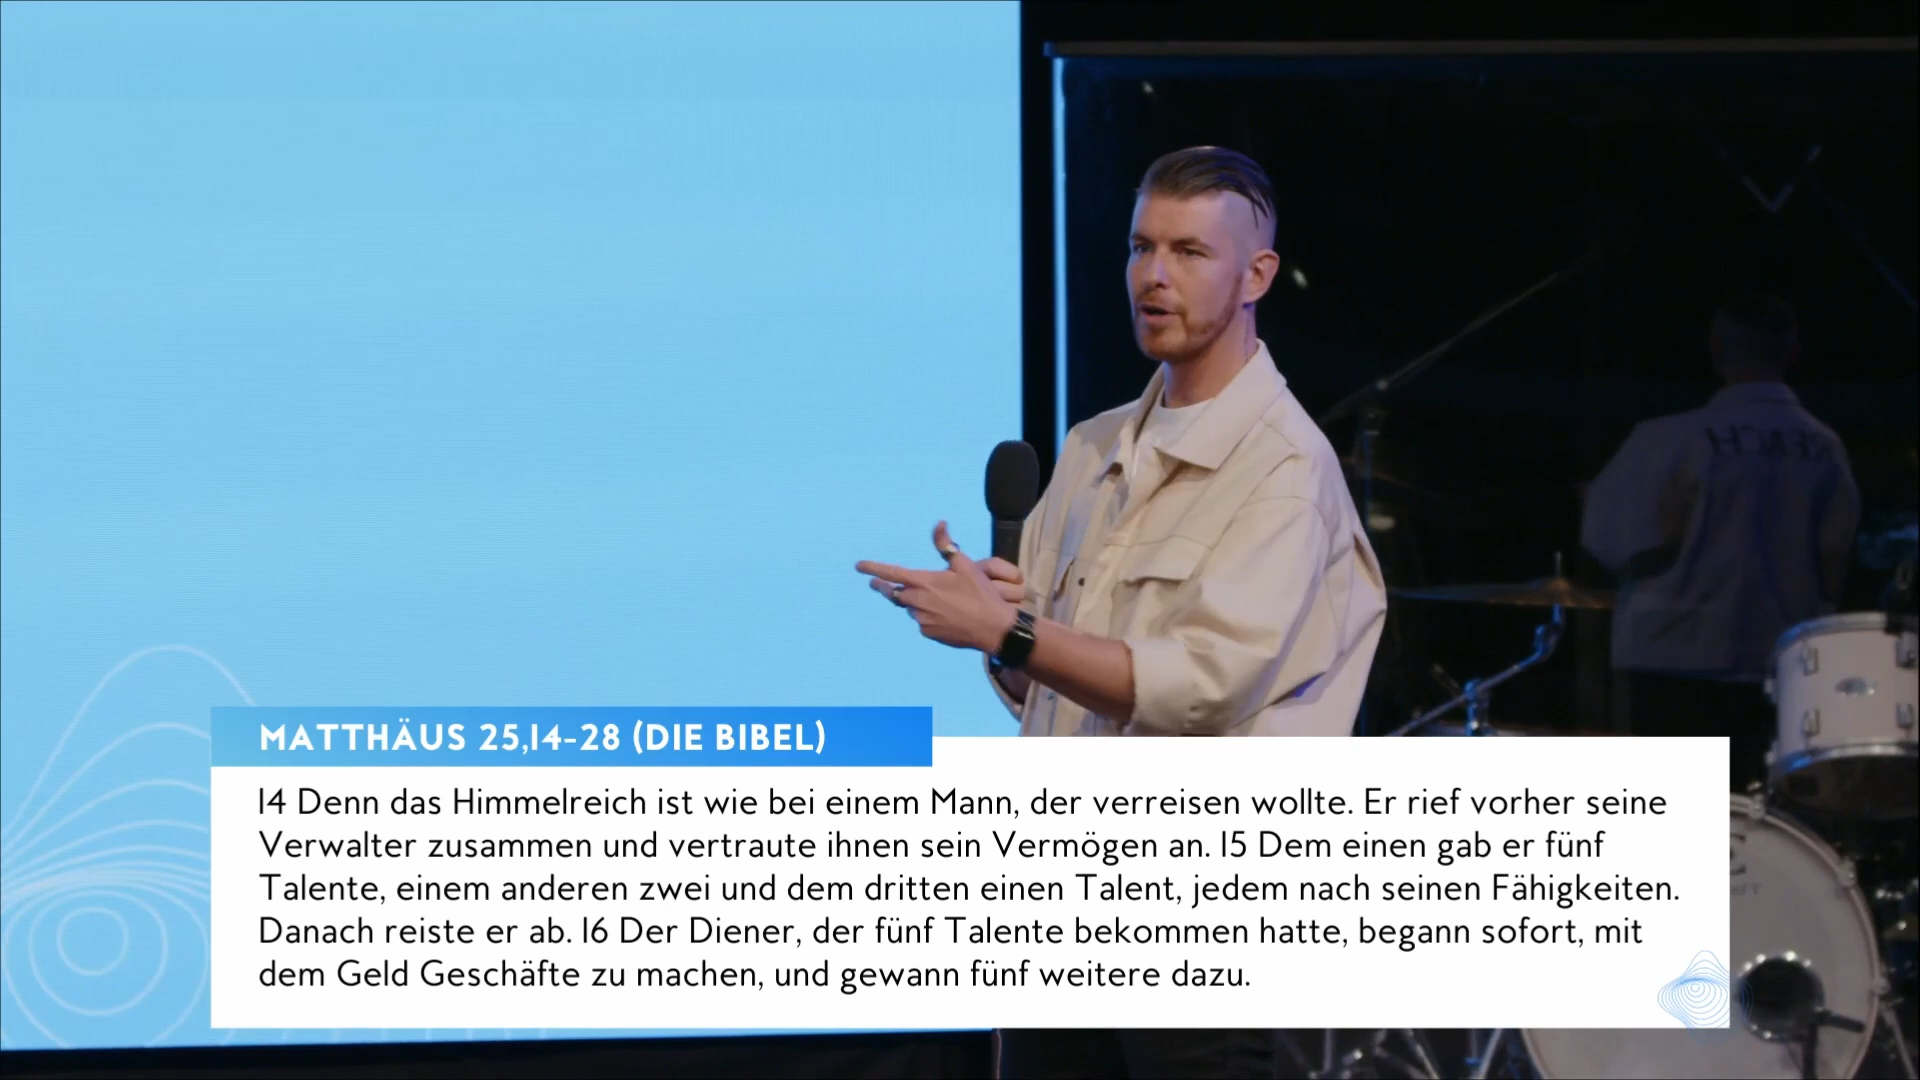 MATTHÄUS 25,14-28 (DIE BIBEL)
14 Denn das Himmelreich ist wie bei einem Mann, der verreisen wollte. Er rief vorher seine
Verwalter zusammen und vertraute ihnen sein Vermögen an. 15 Dem einen gab er fünf
Talente, einem anderen zwei und dem dritten einen Talent, jedem nach seinen Fähigkeiten.
Danach reiste er ab. 16 Der Diener, der fünf Talente bekommen hatte, begann sofort, mit
dem Geld Geschäfte zu machen, und gewann fünf weitere dazu.